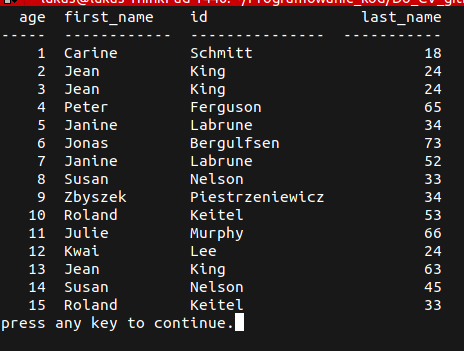 lukas@lukas-ThinkPad-T440: ~/Programowanie_kod/Do_CV_git
age first_name id last_name
----- ------------ --------------- -----------
1 Carine Schmitt 18
2 Jean King 24
3 Jean King 24
4 Peter Ferguson 65
5 Janine Labrune 34
6 Jonas Bergulfsen 73
7 Janine Labrune 52
8 Susan Nelson 33
9 Zbyszek Piestrzeniewicz 34
10 Roland Keitel 53
11 Julie Murphy 66
12 Kwai Lee 24
13 Jean King 63
14 Susan Nelson 45
15 Roland Keitel 33
press any key to continue.